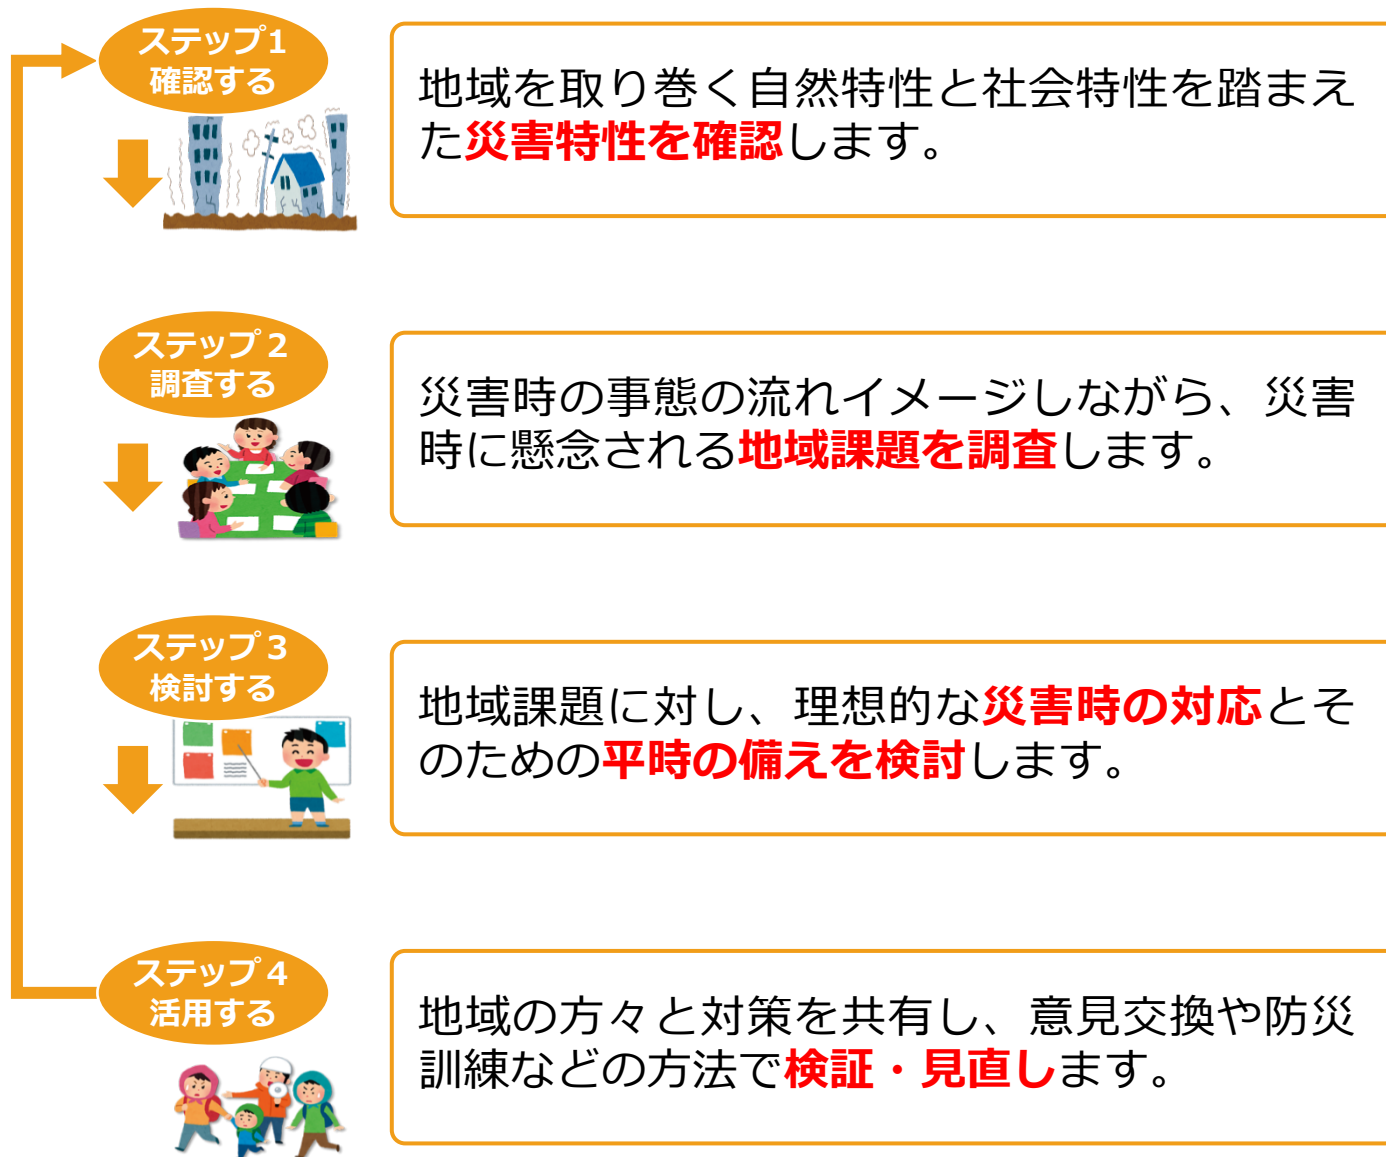 ステップ1
確認する
地域を取り巻く自然特性と社会特性を踏まえ
た災害特性を確認します。
ステップ２
調査する
災害時の事態の流れイメージしながら、災害
時に懸念される地域課題を調査します。
ステップ３
検討する
地域課題に対し、理想的な災害時の対応とそ
のための平時の備えを検討します。
ステップ４
活用する
地域の方々と対策を共有し、意見交換や防災
訓練などの方法で検証・見直します。